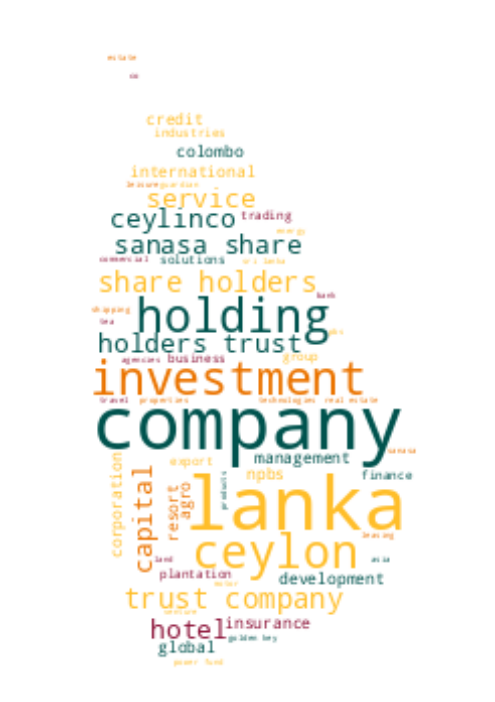 estate
credit
industries
colombo
international
leisure guardian
service
ceylinco trading
energy
sanasa share
commercial solutions sri lanka
share holders
bank
shipping holding
tea
holders trust
agencies business group
investment
travel properties technologies real estate
company
sanasa
management
corporation export npbs finance
capital resort agro products lanka
leasing
ceylon
land asia
plantation development
motor
trust company
venture
hotel insurance
golden key
global
power fund